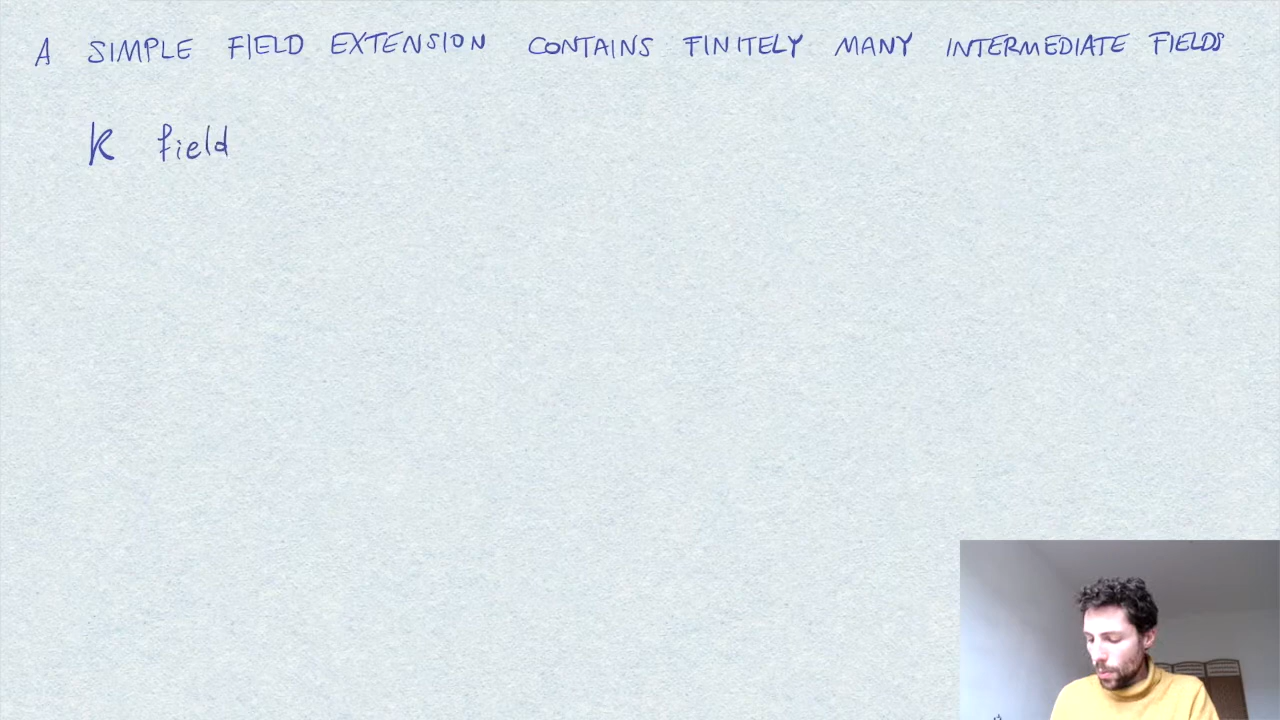 A SIMPLE FIELD EXTENSION CONTAINS FINITELY MANY INTERMEDIATE FIELDS
K field